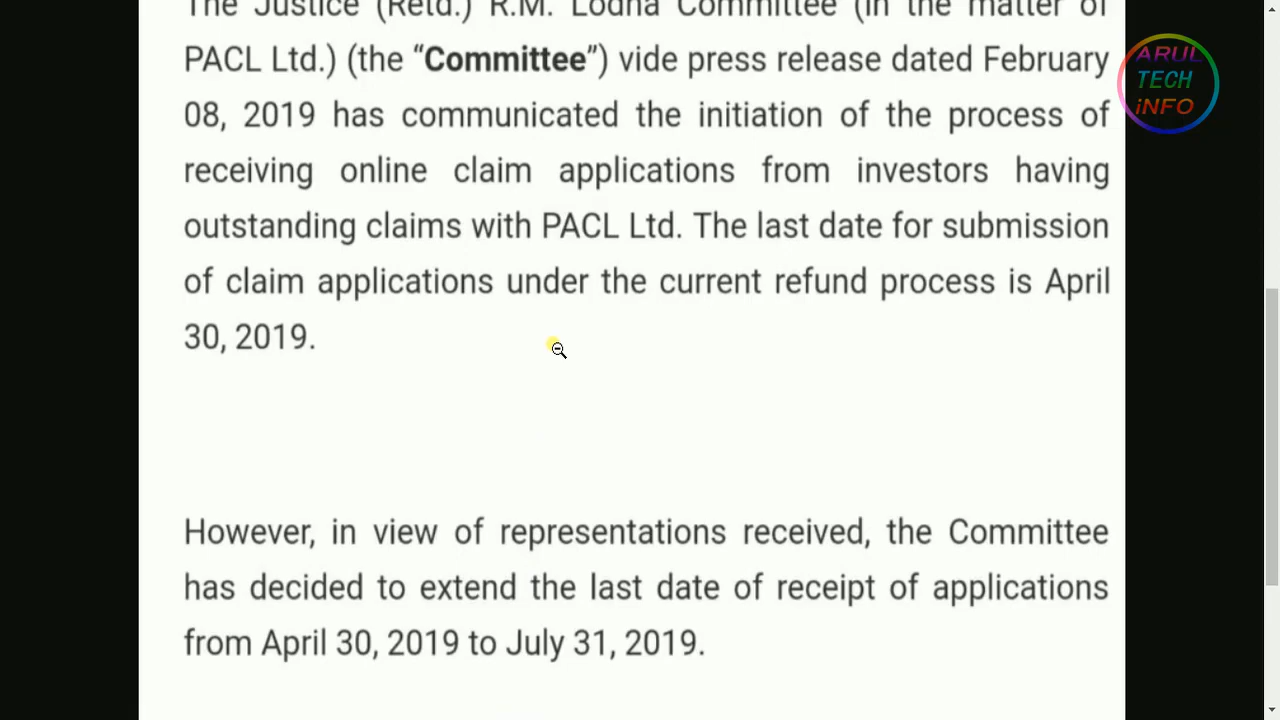 The Justice (Retd.) R.M. Lodha Committee (in the matter of
PACL Ltd.) (the “Committee”) vide press release dated February
08, 2019 has communicated the initiation of the process of
receiving online claim applications from investors having
outstanding claims with PACL Ltd. The last date for submission
of claim applications under the current refund process is April
30, 2019.
However, in view of representations received, the Committee
has decided to extend the last date of receipt of applications
from April 30, 2019 to July 31, 2019.
ARUL
TECH
iNFO